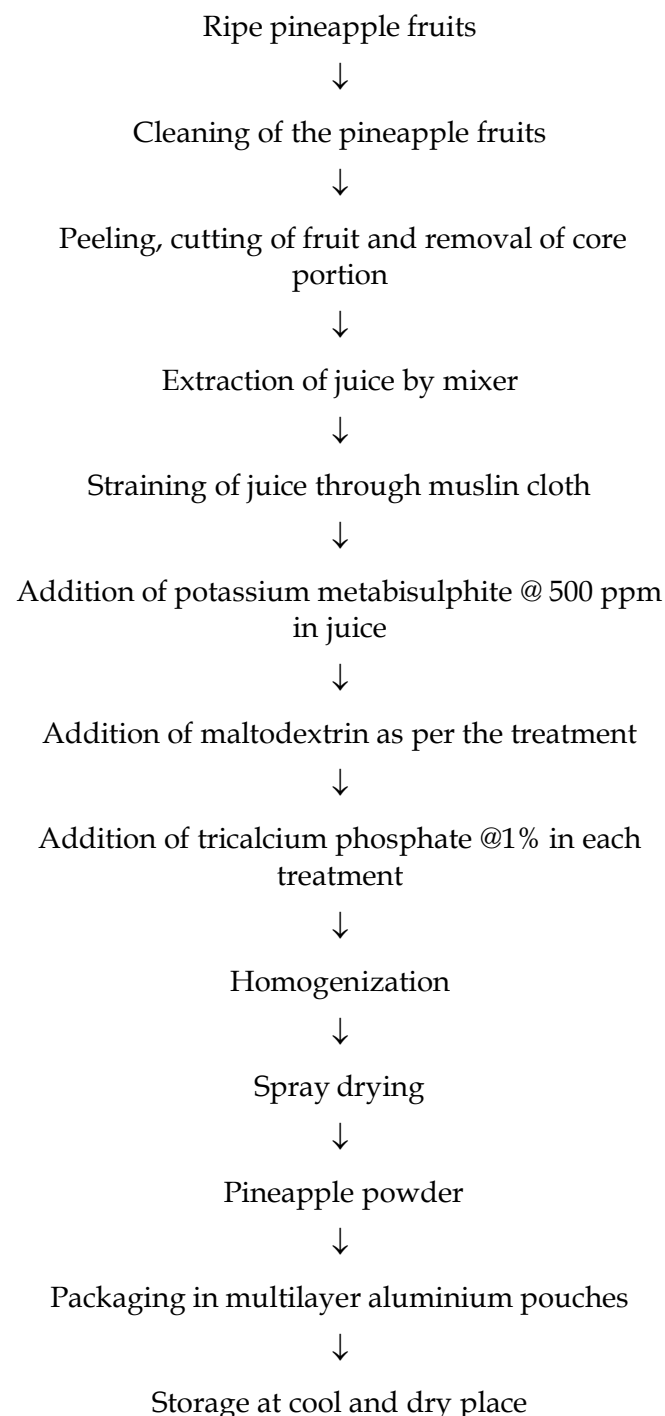 Ripe pineapple fruits
↓
Cleaning of the pineapple fruits
↓
Peeling, cutting of fruit and removal of core
portion
↓
Extraction of juice by mixer
↓
Straining of juice through muslin cloth
↓
Addition of potassium metabisulphite @ 500 ppm
in juice
↓
Addition of maltodextrin as per the treatment
↓
Addition of tricalcium phosphate @1% in each
treatment
↓
Homogenization
↓
Spray drying
↓
Pineapple powder
↓
Packaging in multilayer aluminium pouches
↓
Storage at cool and dry place